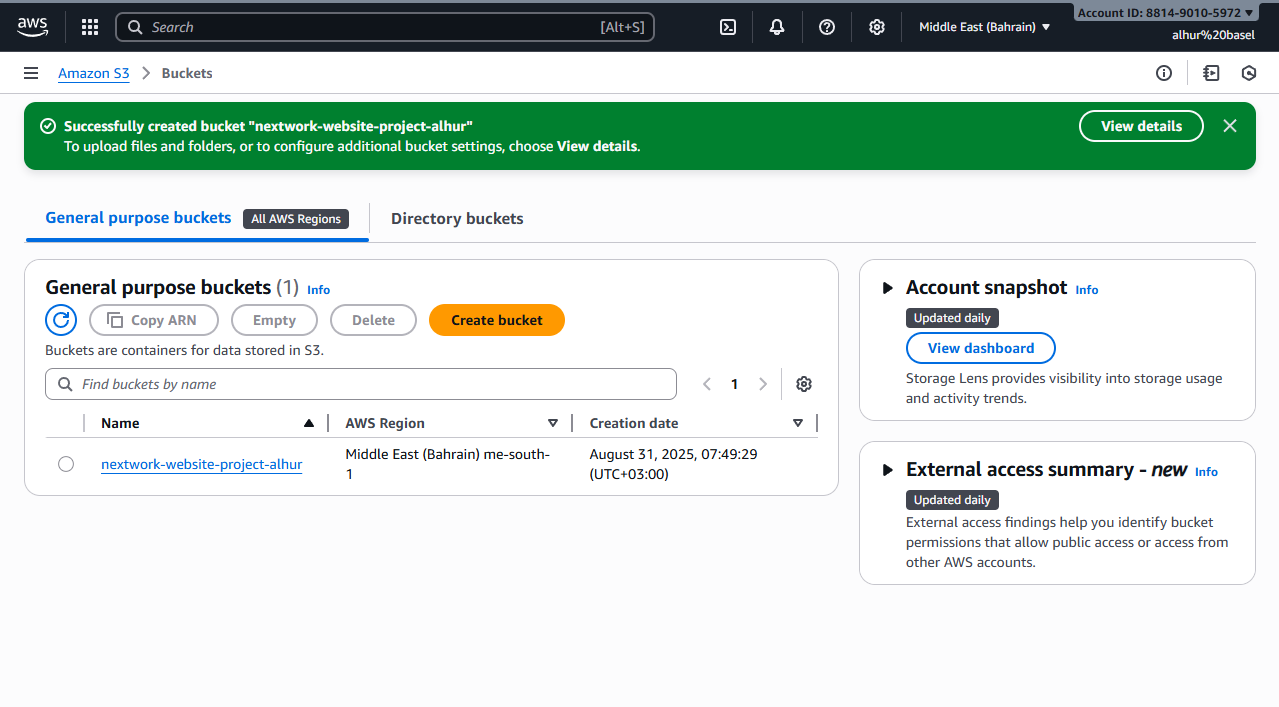 aws
Search [Alt+S]
Middle East (Bahrain)
Account ID: 8814-9010-5972
alhur%20basel
Amazon S3 > Buckets
Successfully created bucket "nextwork-website-project-alhur"
To upload files and folders, or to configure additional bucket settings, choose View details.
View details
General purpose buckets All AWS Regions
Directory buckets
General purpose buckets (1) Info
Copy ARN
Empty
Delete
Create bucket
Buckets are containers for data stored in S3.
Find buckets by name
1
Name
AWS Region
Creation date
nextwork-website-project-alhur
Middle East (Bahrain) me-south-
1
August 31, 2025, 07:49:29
(UTC+03:00)
Account snapshot Info
Updated daily
View dashboard
Storage Lens provides visibility into storage usage
and activity trends.
External access summary - new Info
Updated daily
External access findings help you identify bucket
permissions that allow public access or access from
other AWS accounts.